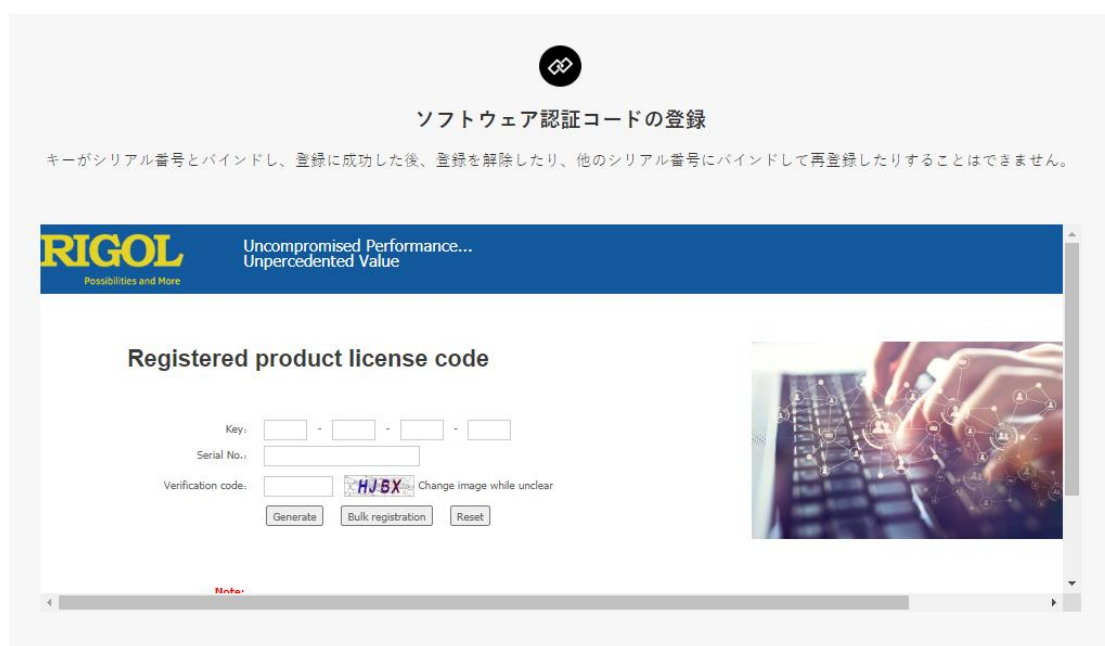 ソフトウェア認証コードの登録
キーがシリアル番号とバインドし、登録に成功した後、登録を解除したり、他のシリアル番号にバインドして再登録したりすることはできません。
RIGOL
Possibilities and More
Uncompromised Performance...
Unpercedented Value
Registered product license code
Key: - - -
Serial No.:
Verification code: HJBX Change image while unclear
Generate Bulk registration Reset
Note: